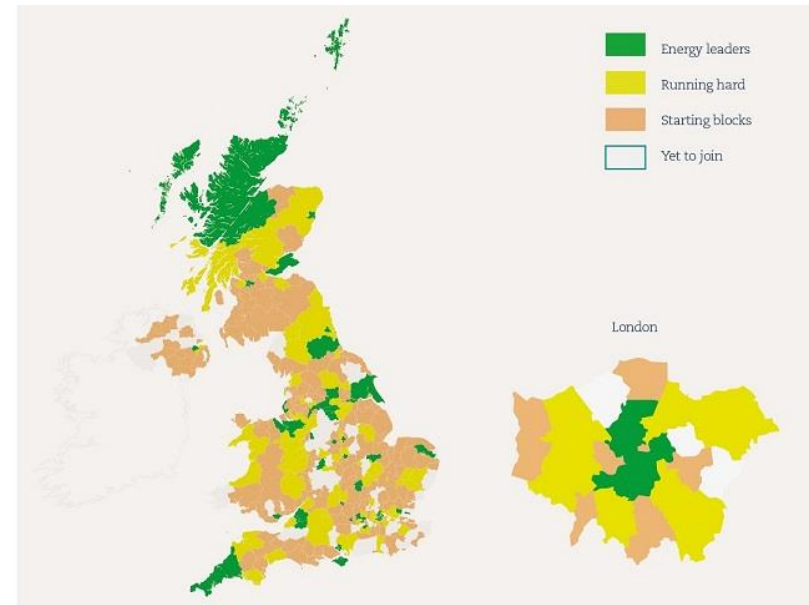 Energy leaders
Running hard
Starting blocks
Yet to join
London